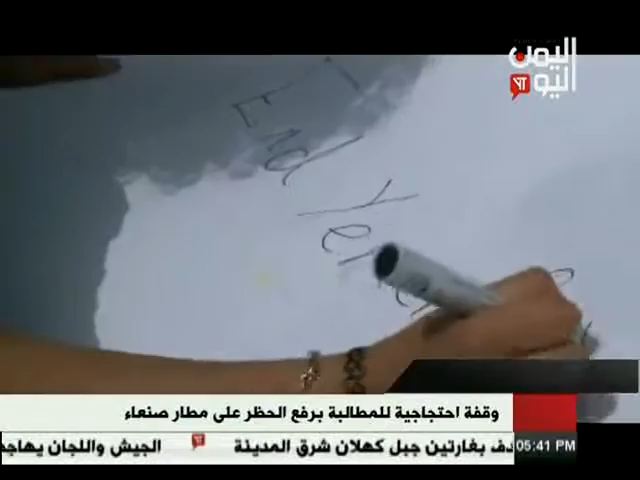 اليمن
اليوم
End
Ye
وقفة احتجاجية للمطالبة برفع الحظر على مطار صنعاء
دف بغارتين جبل كهلان شرق المدينة الجيش واللجان يهاجم
05:41 PM